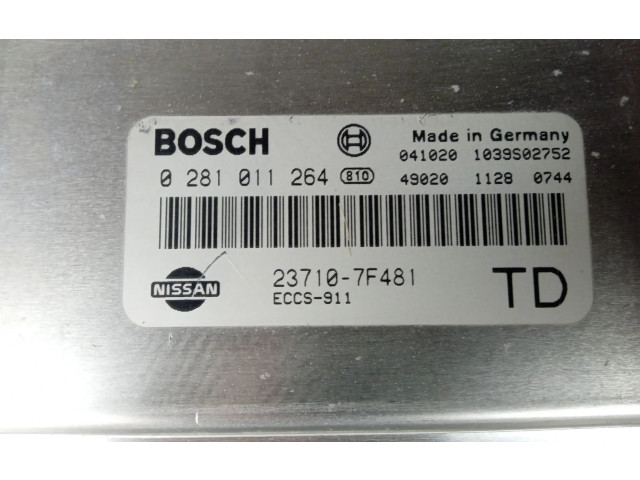 BOSCH Made in Germany
041020 1039S02752
0 281 011 264 810 49020 1128 0744
NISSAN 23710-7F481 TD
ECCS-911